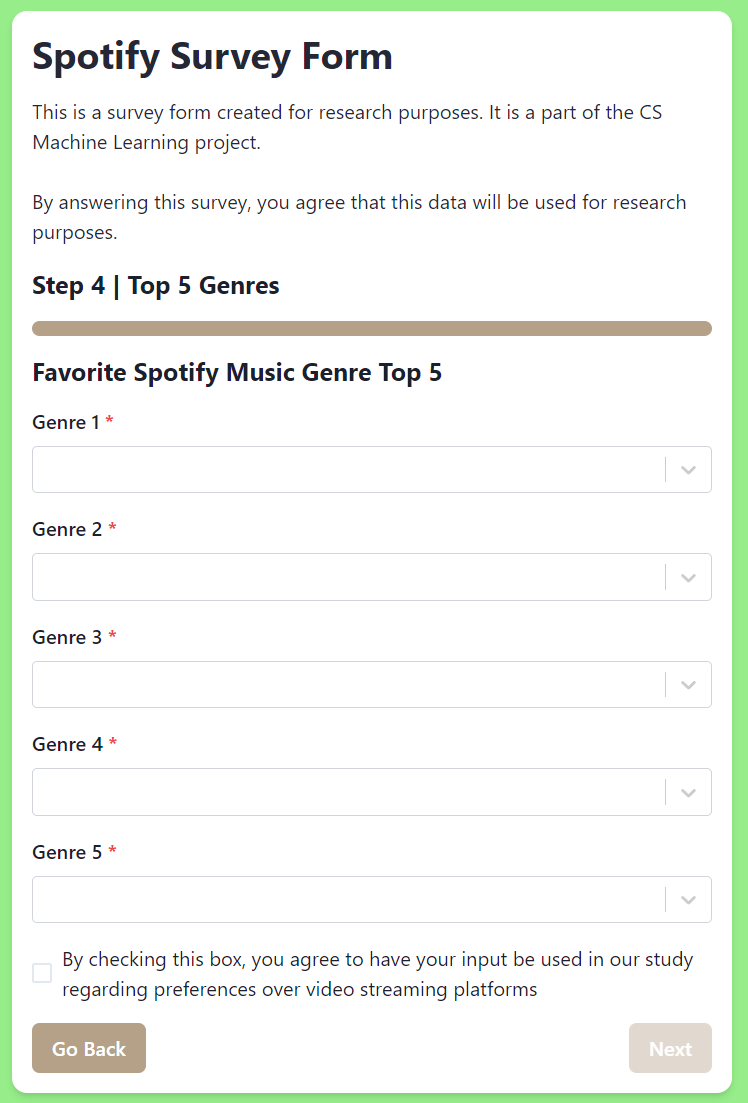 Spotify Survey Form
This is a survey form created for research purposes. It is a part of the CS
Machine Learning project.
By answering this survey, you agree that this data will be used for research
purposes.
Step 4 | Top 5 Genres
Favorite Spotify Music Genre Top 5
Genre 1 *
Genre 2 *
Genre 3 *
Genre 4 *
Genre 5 *
By checking this box, you agree to have your input be used in our study
regarding preferences over video streaming platforms
Go Back
Next